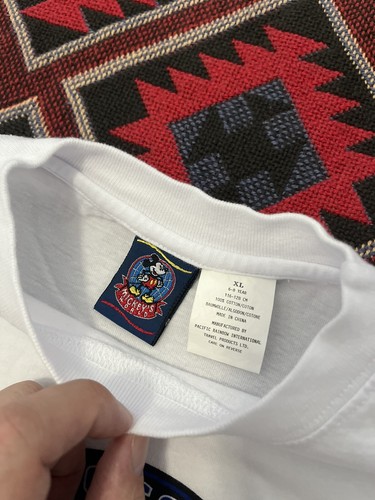 MICKEY'S
WORLD
XL
6-8 YEAR
116-128 CM
100% COTTON/COTON
BAUMWOLLE/ALGODON/COTONE
MADE IN CHINA
MANUFACTURED BY
PACIFIC RAINBOW INTERNATIONAL
TRAVEL PRODUCTS LTD.
CARE ON REVERSE